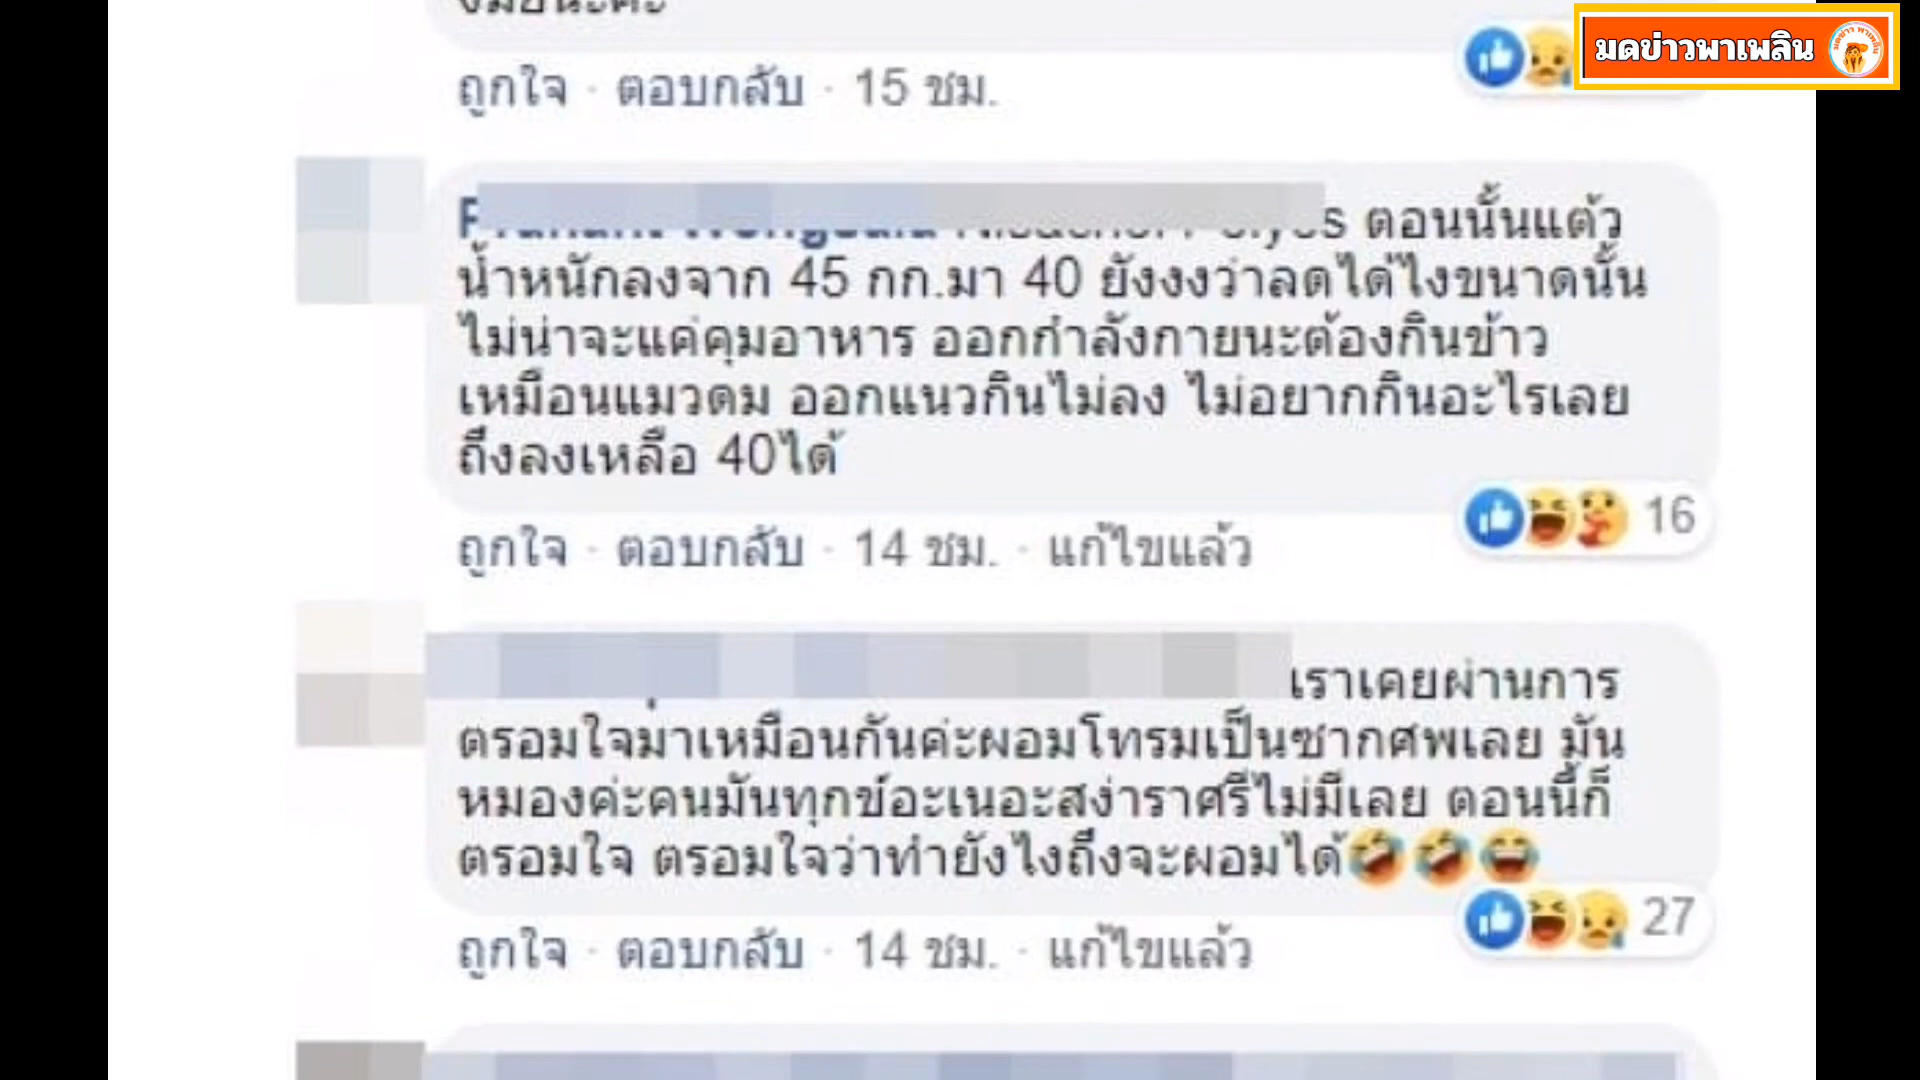 มดข่าวพาเพลิน
ถูกใจ · ตอบกลับ · 15 ชม.
ตอนนั้นแต้ว
น้ำหนักลงจาก 45 กก.มา 40 ยังงงว่าลดได้ไงขนาดนั้น
ไม่น่าจะแค่คุมอาหาร ออกกำลังกายนะต้องกินข้าว
เหมือนแมวดม ออกแนวกินไม่ลง ไม่อยากกินอะไรเลย
ถึงลงเหลือ 40ได้
16
ถูกใจ · ตอบกลับ · 14 ชม. · แก้ไขแล้ว
เราเคยผ่านการ
ตรอมใจม่าเหมือนกันค่ะผอมโทรมเป็นซากศพเลย มัน
หมองค่ะคนมันทุกข์อะเนอะสง่าราศรีไม่มีเลย ตอนนี้ก็
ตรอมใจ ตรอมใจว่าทำยังไงถึงจะผอมได้🤣🤣😂
27
ถูกใจ · ตอบกลับ · 14 ชม. · แก้ไขแล้ว